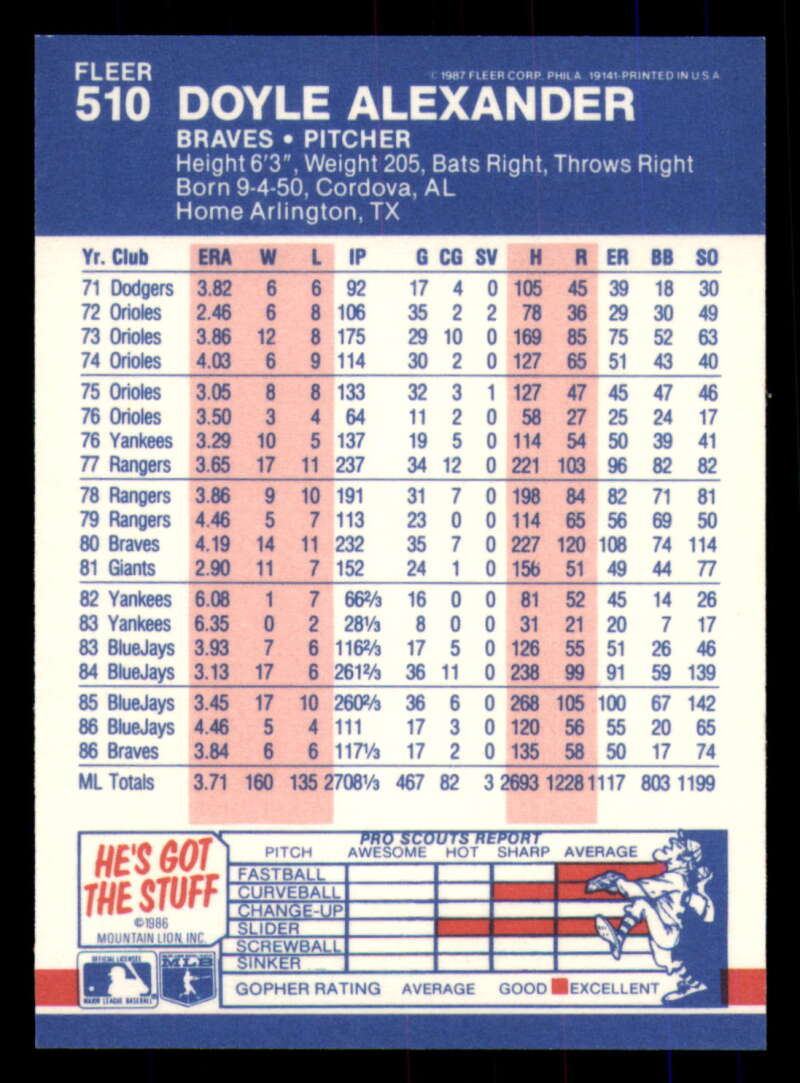 FLEER
© 1987 FLEER CORP. PHILA. 19141-PRINTED IN U S A
510 DOYLE ALEXANDER
BRAVES • PITCHER
Height 6'3", Weight 205, Bats Right, Throws Right
Born 9-4-50, Cordova, AL
Home Arlington, TX
Yr. Club ERA W L IP G CG SV H R ER BB SO
71 Dodgers 3.82 6 6 92 17 4 0 105 45 39 18 30
72 Orioles 2.46 6 8 106 35 2 2 78 36 29 30 49
73 Orioles 3.86 12 8 175 29 10 0 169 85 75 52 63
74 Orioles 4.03 6 9 114 30 2 0 127 65 51 43 40
75 Orioles 3.05 8 8 133 32 3 1 127 47 45 47 46
76 Orioles 3.50 3 4 64 11 2 0 58 27 25 24 17
76 Yankees 3.29 10 5 137 19 5 0 114 54 50 39 41
77 Rangers 3.65 17 11 237 34 12 0 221 103 96 82 82
78 Rangers 3.86 9 10 191 31 7 0 198 84 82 71 81
79 Rangers 4.46 5 7 113 23 0 0 114 65 56 69 50
80 Braves 4.19 14 11 232 35 7 0 227 120 108 74 114
81 Giants 2.90 11 7 152 24 1 0 156 51 49 44 77
82 Yankees 6.08 1 7 66⅔ 16 0 0 81 52 45 14 26
83 Yankees 6.35 0 2 28⅓ 8 0 0 31 21 20 7 17
83 BlueJays 3.93 7 6 116⅔ 17 5 0 126 55 51 26 46
84 BlueJays 3.13 17 6 261⅔ 36 11 0 238 99 91 59 139
85 BlueJays 3.45 17 10 260⅔ 36 6 0 268 105 100 67 142
86 BlueJays 4.46 5 4 111 17 3 0 120 56 55 20 65
86 Braves 3.84 6 6 117⅓ 17 2 0 135 58 50 17 74
ML Totals 3.71 160 135 2708⅓ 467 82 3 2693 1228 1117 803 1199
HE'S GOT
THE STUFF
©1986
MOUNTAIN LION, INC.
OFFICIAL LICENSEE
MAJOR LEAGUE BASEBALL
MLB
PRO SCOUTS REPORT
PITCH AWESOME HOT SHARP AVERAGE
FASTBALL
CURVEBALL
CHANGE-UP
SLIDER
SCREWBALL
SINKER
GOPHER RATING AVERAGE GOOD EXCELLENT